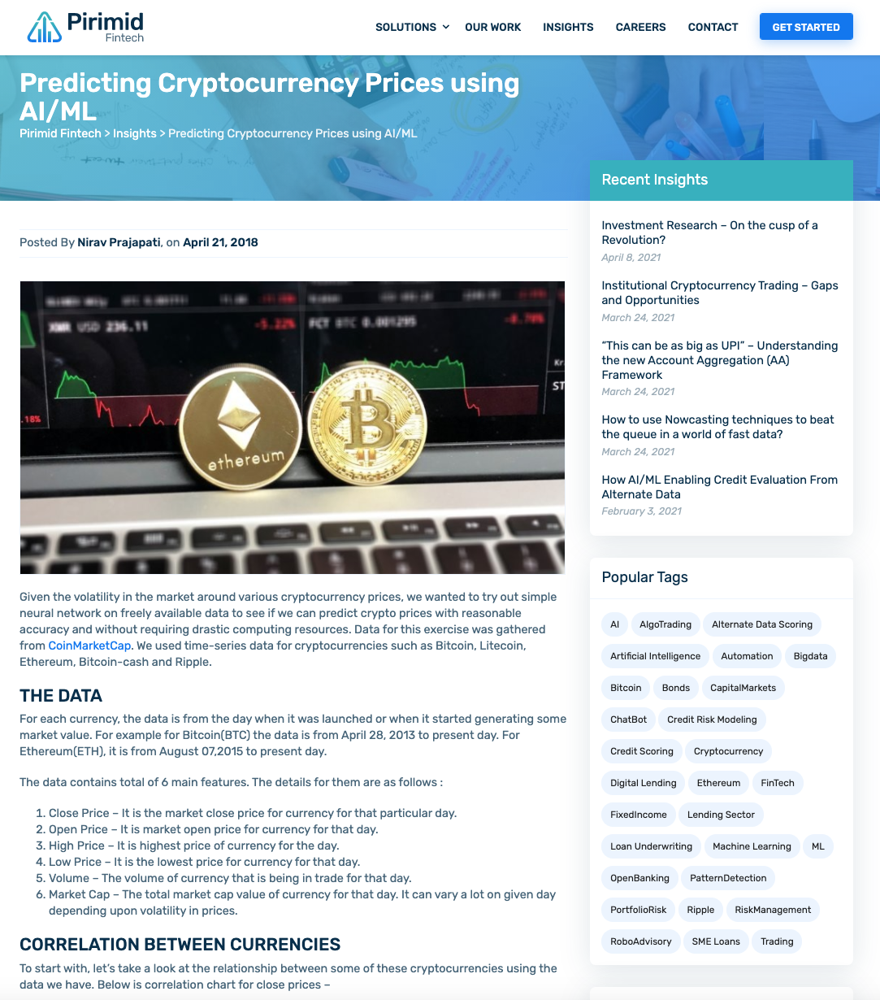 Pirimid
Fintech
SOLUTIONS
OUR WORK
INSIGHTS
CAREERS
CONTACT
GET STARTED
Predicting Cryptocurrency Prices using
AI/ML
Pirimid Fintech > Insights > Predicting Cryptocurrency Prices using AI/ML
Posted By Nirav Prajapati, on April 21, 2018
XMR USD 236.11
-5.22%
FCT BTC 0.001295
-8.78%
Kr
ST
.18%
ethereum
Given the volatility in the market around various cryptocurrency prices, we wanted to try out simple
neural network on freely available data to see if we can predict crypto prices with reasonable
accuracy and without requiring drastic computing resources. Data for this exercise was gathered
from CoinMarketCap. We used time-series data for cryptocurrencies such as Bitcoin, Litecoin,
Ethereum, Bitcoin-cash and Ripple.
THE DATA
For each currency, the data is from the day when it was launched or when it started generating some
market value. For example for Bitcoin(BTC) the data is from April 28, 2013 to present day. For
Ethereum(ETH), it is from August 07,2015 to present day.
The data contains total of 6 main features. The details for them are as follows :
1. Close Price – It is the market close price for currency for that particular day.
2. Open Price – It is market open price for currency for that day.
3. High Price – It is highest price of currency for the day.
4. Low Price – It is the lowest price for currency for that day.
5. Volume – The volume of currency that is being in trade for that day.
6. Market Cap – The total market cap value of currency for that day. It can vary a lot on given day
depending upon volatility in prices.
CORRELATION BETWEEN CURRENCIES
To start with, let's take a look at the relationship between some of these cryptocurrencies using the
data we have. Below is correlation chart for close prices –
Recent Insights
Investment Research – On the cusp of a
Revolution?
April 8, 2021
Institutional Cryptocurrency Trading – Gaps
and Opportunities
March 24, 2021
“This can be as big as UPI” – Understanding
the new Account Aggregation (AA)
Framework
March 24, 2021
How to use Nowcasting techniques to beat
the queue in a world of fast data?
March 24, 2021
How AI/ML Enabling Credit Evaluation From
Alternate Data
February 3, 2021
Popular Tags
AI
AlgoTrading
Alternate Data Scoring
Artificial Intelligence
Automation
Bigdata
Bitcoin
Bonds
CapitalMarkets
ChatBot
Credit Risk Modeling
Credit Scoring
Cryptocurrency
Digital Lending
Ethereum
FinTech
FixedIncome
Lending Sector
Loan Underwriting
Machine Learning
ML
OpenBanking
PatternDetection
PortfolioRisk
Ripple
RiskManagement
RoboAdvisory
SME Loans
Trading